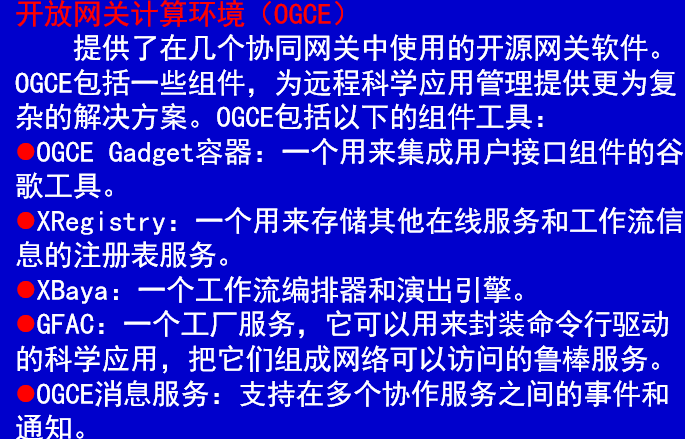 开放网关计算环境（OGCE）
提供了在几个协同网关中使用的开源网关软件。
OGCE包括一些组件，为远程科学应用管理提供更为复
杂的解决方案。OGCE包括以下的组件工具：
●OGCE Gadget容器：一个用来集成用户接口组件的谷
歌工具。
●XRegistry：一个用来存储其他在线服务和工作流信
息的注册表服务。
●XBaya：一个工作流编排器和演出引擎。
●GFAC：一个工厂服务，它可以用来封装命令行驱动
的科学应用，把它们组成网络可以访问的鲁棒服务。
●OGCE消息服务：支持在多个协作服务之间的事件和
通知。